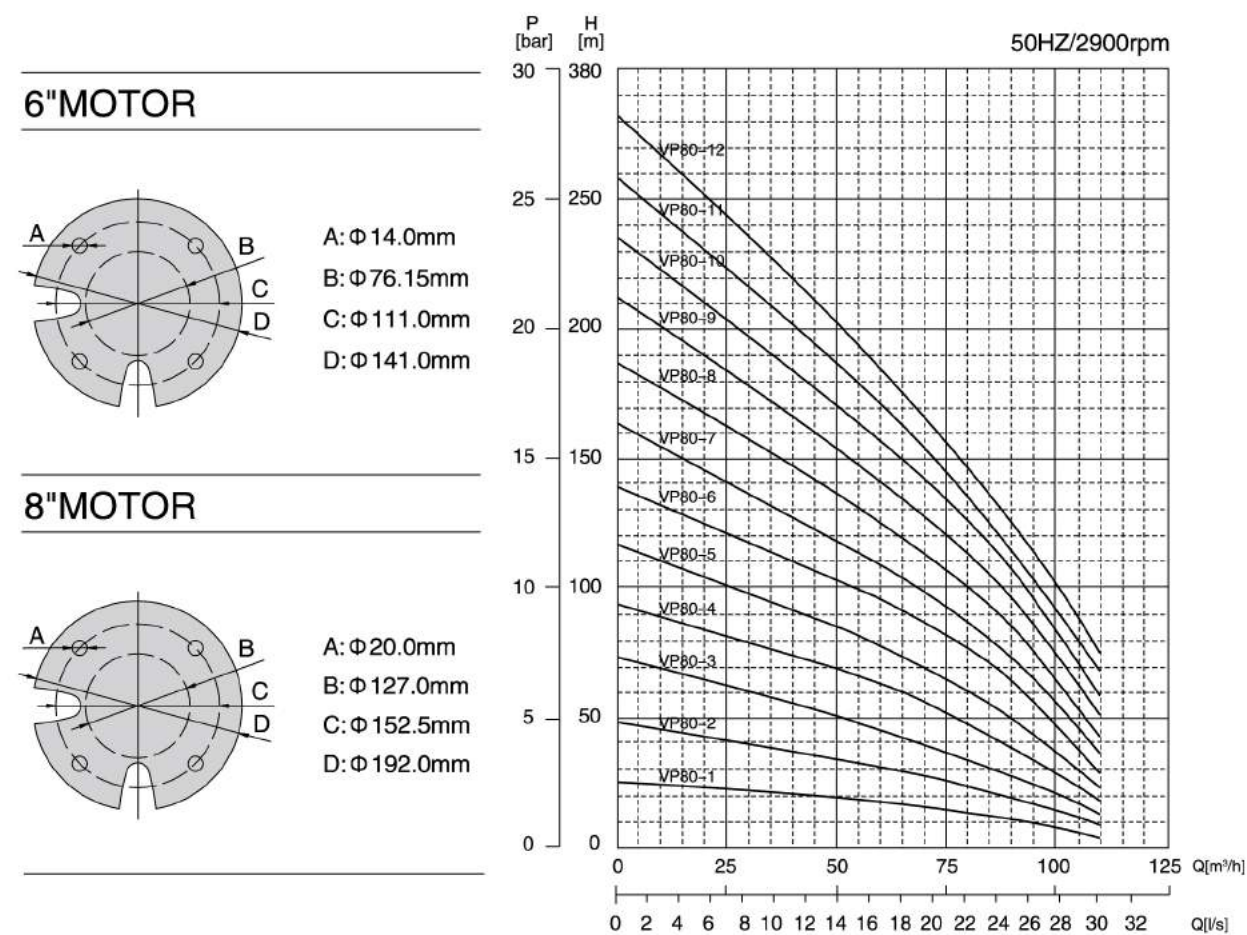 6"MOTOR
A
B
C
D
A: Φ14.0mm
B: Φ76.15mm
C: Φ111.0mm
D: Φ141.0mm
8"MOTOR
A
B
C
D
A: Φ20.0mm
B: Φ127.0mm
C: Φ152.5mm
D: Φ192.0mm
P
[bar]
H
[m]
50HZ/2900rpm
30 380
25 250
20 200
15 150
10 100
5 50
0 0
VP80-12
VP80-11
VP80-10
VP80-9
VP80-8
VP80-7
VP80-6
VP80-5
VP80-4
VP80-3
VP80-2
VP80-1
0 25 50 75 100 125 Q[m³/h]
0 2 4 6 8 10 12 14 16 18 20 22 24 26 28 30 32 Q[l/s]